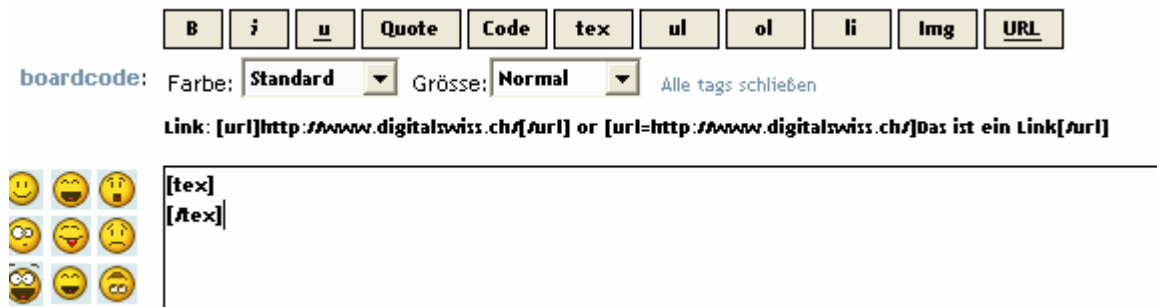 B i u Quote Code tex ul ol li Img URL
boardcode: Farbe: Standard Grösse: Normal Alle tags schließen
Link: [url]http://www.digitalswiss.ch/[/url] or [url=http://www.digitalswiss.ch/]Das ist ein Link[/url]
[tex]
[/tex]